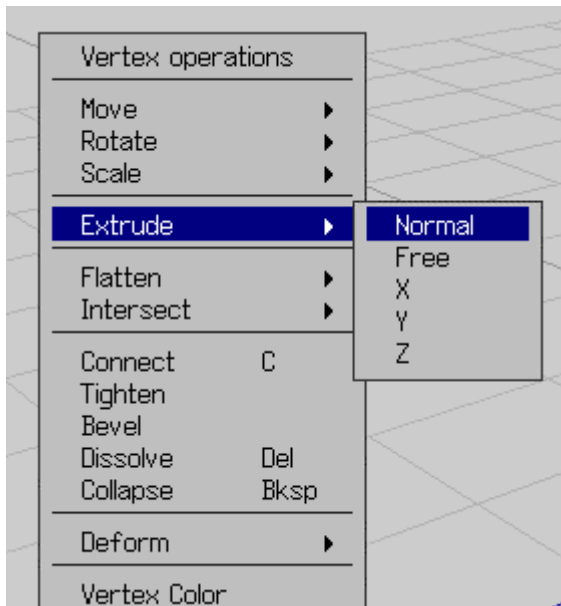 Vertex operations
Move
Rotate
Scale
Extrude
Normal
Free
X
Y
Z
Flatten
Intersect
Connect C
Tighten
Bevel
Dissolve Del
Collapse Bksp
Deform
Vertex Color